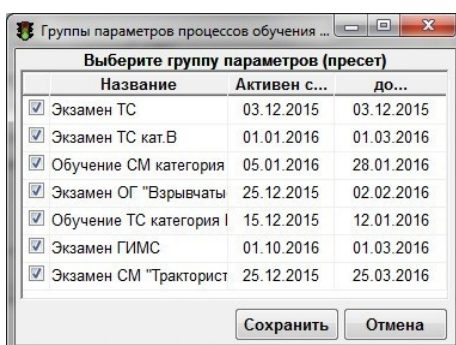 Группы параметров процессов обучения ...
Выберите группу параметров (пресет)
Название Активен с... до...
Экзамен ТС 03.12.2015 03.12.2015
Экзамен ТС кат.В 01.01.2016 01.03.2016
Обучение СМ категория 05.01.2016 28.01.2016
Экзамен ОГ "Взрывчаты 25.12.2015 02.02.2016
Обучение ТС категория 15.12.2015 12.01.2016
Экзамен ГИМС 01.10.2016 01.03.2016
Экзамен СМ "Тракторист 25.12.2015 25.03.2016
Сохранить Отмена